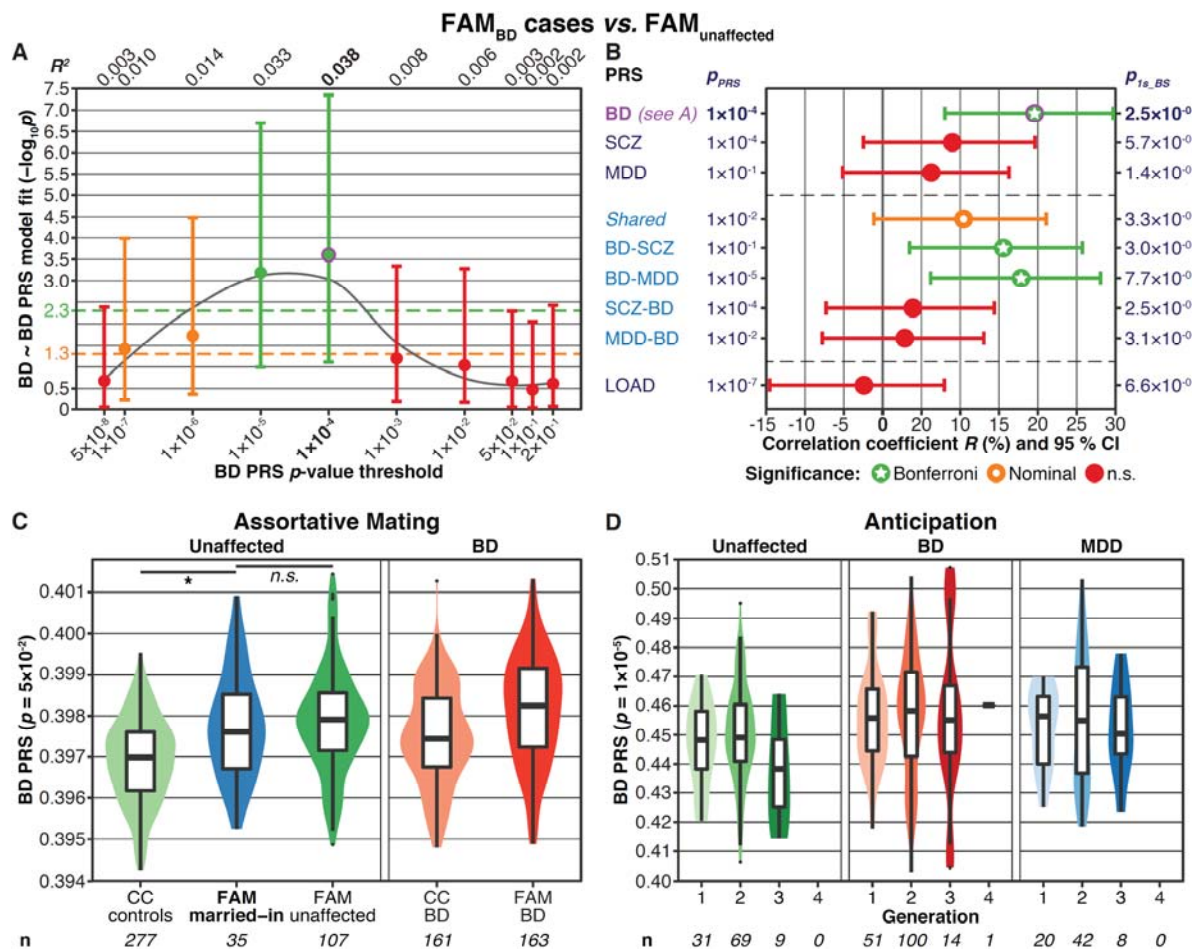 FAM_BD cases vs. FAM_unaffected
A
R²
0.003 0.010 0.014 0.033 0.038 0.008 0.006 0.003 0.002 0.002
BD ~ BD PRS model fit (−log₁₀p)
7.5
7.0
6.5
6.0
5.5
5.0
4.5
4.0
3.5
3.0
2.3
1.3
0.5
0
5×10⁻⁸ 1×10⁻⁷ 1×10⁻⁶ 1×10⁻⁵ 1×10⁻⁴ 1×10⁻³ 1×10⁻² 5×10⁻² 1×10⁻¹ 2×10⁻¹
BD PRS p-value threshold
B
PRS p_PRS p_1s_BS
BD (see A) 1×10⁻⁴ 2.5×10⁻⁰
SCZ 1×10⁻⁴ 5.7×10⁻⁰
MDD 1×10⁻¹ 1.4×10⁻⁰
Shared 1×10⁻² 3.3×10⁻⁰
BD-SCZ 1×10⁻¹ 3.0×10⁻⁰
BD-MDD 1×10⁻⁵ 7.7×10⁻⁰
SCZ-BD 1×10⁻⁴ 2.5×10⁻⁰
MDD-BD 1×10⁻² 3.1×10⁻⁰
LOAD 1×10⁻⁷ 6.6×10⁻⁰
-15 -5 0 5 10 15 20 25 30
Correlation coefficient R (%) and 95 % CI
Significance: Bonferroni Nominal n.s.
C Assortative Mating
Unaffected BD
* n.s.
BD PRS (p = 5×10⁻²)
0.401
0.400
0.399
0.398
0.397
0.396
0.395
0.394
CC FAM FAM CC FAM
controls married-in unaffected BD BD
n 277 35 107 161 163
D Anticipation
Unaffected BD MDD
BD PRS (p = 1×10⁻⁵)
0.51
0.50
0.49
0.48
0.47
0.46
0.45
0.44
0.43
0.42
0.41
0.40
1 2 3 4 1 2 3 4 1 2 3 4
Generation
n 31 69 9 0 51 100 14 1 20 42 8 0